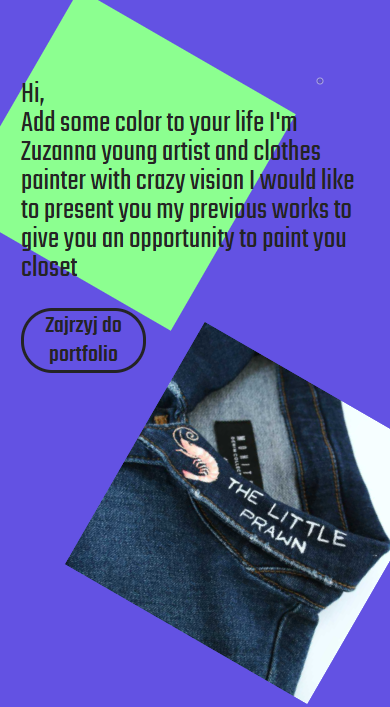 Hi,
Add some color to your life I'm
Zuzanna young artist and clothes
painter with crazy vision I would like
to present you my previous works to
give you an opportunity to paint you
closet
Zajrzyj do
portfolio
THE LITTLE
PRAWN